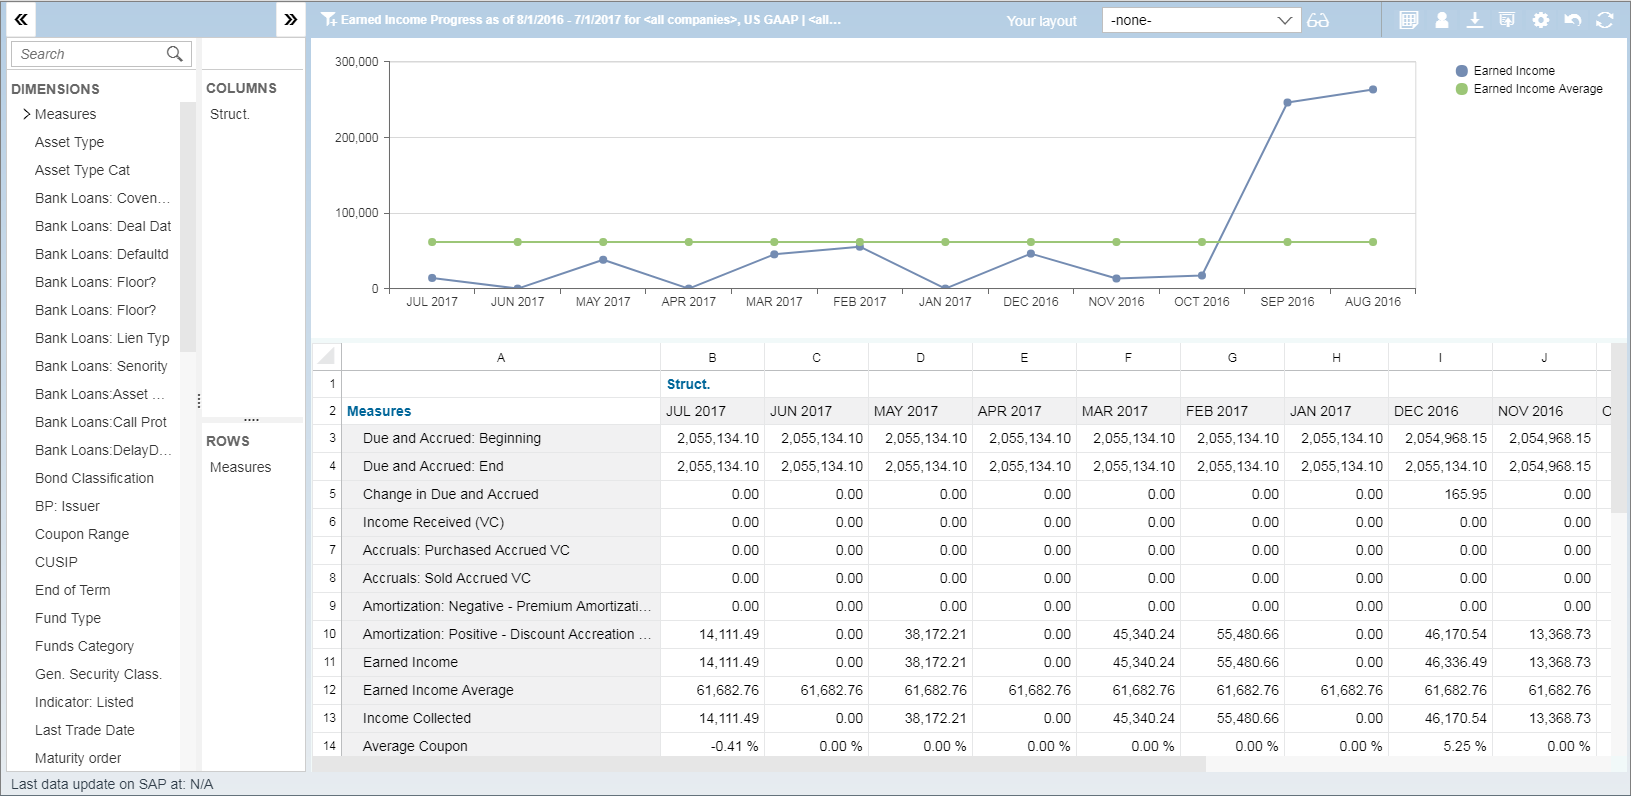 Earned Income Progress as of 8/1/2016 - 7/1/2017 for <all companies>, US GAAP | <all...
Your layout
-none-
Search
DIMENSIONS
Measures
Asset Type
Asset Type Cat
Bank Loans: Coven...
Bank Loans: Deal Dat
Bank Loans: Defaultd
Bank Loans: Floor?
Bank Loans: Floor?
Bank Loans: Lien Typ
Bank Loans: Senority
Bank Loans:Asset ...
Bank Loans:Call Prot
Bank Loans:DelayD...
Bond Classification
BP: Issuer
Coupon Range
CUSIP
End of Term
Fund Type
Funds Category
Gen. Security Class.
Indicator: Listed
Last Trade Date
Maturity order
COLUMNS
Struct.
ROWS
Measures
300,000
200,000
100,000
0
JUL 2017 JUN 2017 MAY 2017 APR 2017 MAR 2017 FEB 2017 JAN 2017 DEC 2016 NOV 2016 OCT 2016 SEP 2016 AUG 2016
Earned Income
Earned Income Average
A B C D E F G H I J
1 Struct.
2 Measures JUL 2017 JUN 2017 MAY 2017 APR 2017 MAR 2017 FEB 2017 JAN 2017 DEC 2016 NOV 2016
3 Due and Accrued: Beginning 2,055,134.10 2,055,134.10 2,055,134.10 2,055,134.10 2,055,134.10 2,055,134.10 2,055,134.10 2,054,968.15 2,054,968.15
4 Due and Accrued: End 2,055,134.10 2,055,134.10 2,055,134.10 2,055,134.10 2,055,134.10 2,055,134.10 2,055,134.10 2,055,134.10 2,054,968.15
5 Change in Due and Accrued 0.00 0.00 0.00 0.00 0.00 0.00 0.00 165.95 0.00
6 Income Received (VC) 0.00 0.00 0.00 0.00 0.00 0.00 0.00 0.00 0.00
7 Accruals: Purchased Accrued VC 0.00 0.00 0.00 0.00 0.00 0.00 0.00 0.00 0.00
8 Accruals: Sold Accrued VC 0.00 0.00 0.00 0.00 0.00 0.00 0.00 0.00 0.00
9 Amortization: Negative - Premium Amortizati... 0.00 0.00 0.00 0.00 0.00 0.00 0.00 0.00 0.00
10 Amortization: Positive - Discount Accreation ... 14,111.49 0.00 38,172.21 0.00 45,340.24 55,480.66 0.00 46,170.54 13,368.73
11 Earned Income 14,111.49 0.00 38,172.21 0.00 45,340.24 55,480.66 0.00 46,336.49 13,368.73
12 Earned Income Average 61,682.76 61,682.76 61,682.76 61,682.76 61,682.76 61,682.76 61,682.76 61,682.76 61,682.76
13 Income Collected 14,111.49 0.00 38,172.21 0.00 45,340.24 55,480.66 0.00 46,170.54 13,368.73
14 Average Coupon -0.41 % 0.00 % 0.00 % 0.00 % 0.00 % 0.00 % 0.00 % 5.25 % 0.00 %
Last data update on SAP at: N/A